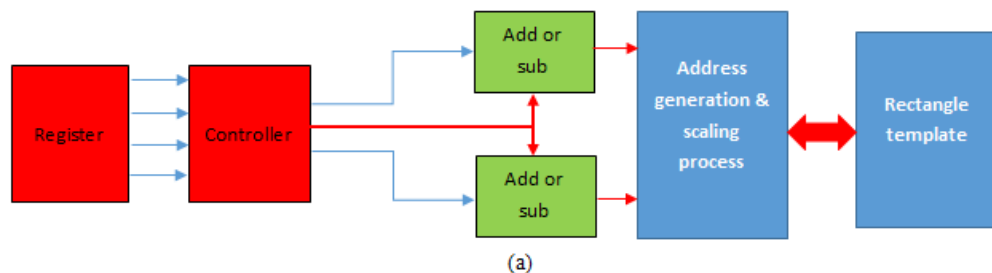 Register
Controller
Add or
sub
Add or
sub
Address
generation &
scaling
process
Rectangle
template
(a)